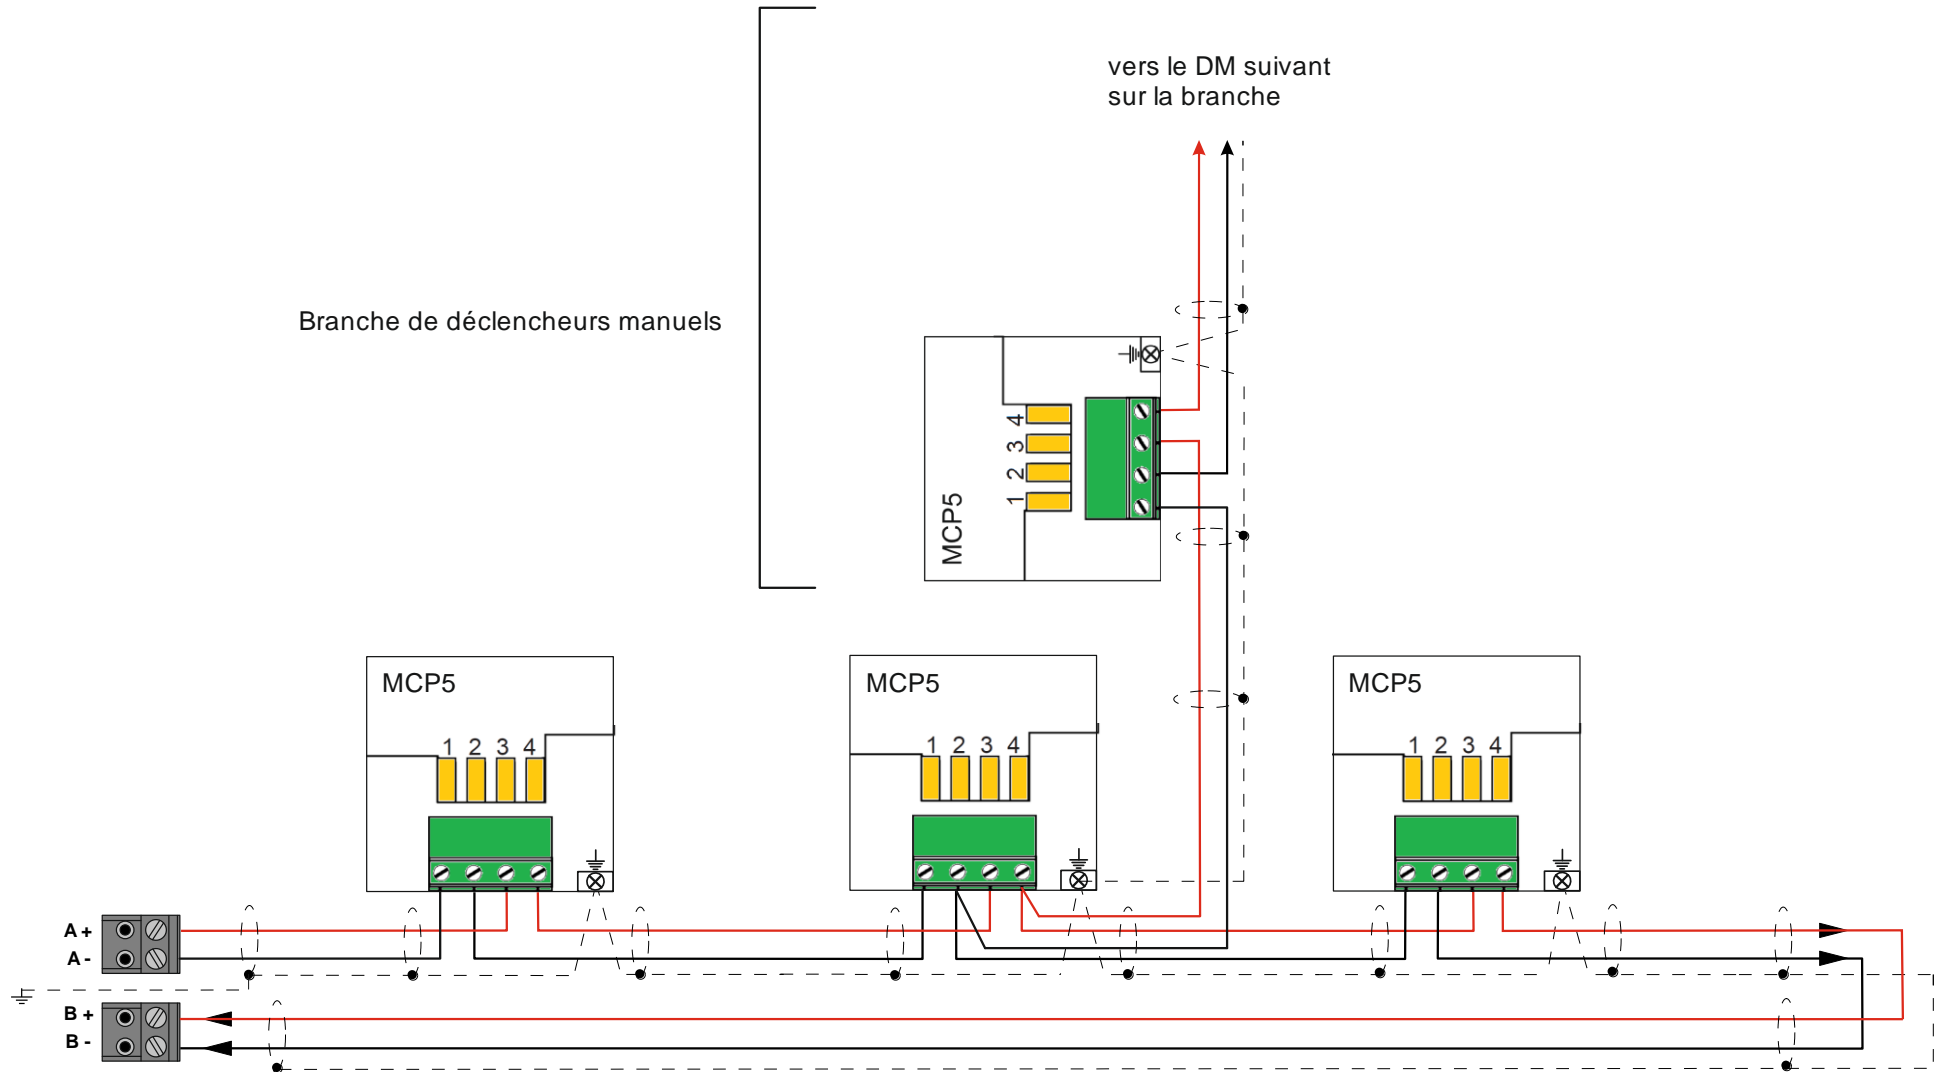 vers le DM suivant
sur la branche
Branche de déclencheurs manuels
4
3
2
1
MCP5
MCP5
1 2 3 4
MCP5
1 2 3 4
MCP5
1 2 3 4
A +
A -
B +
B -